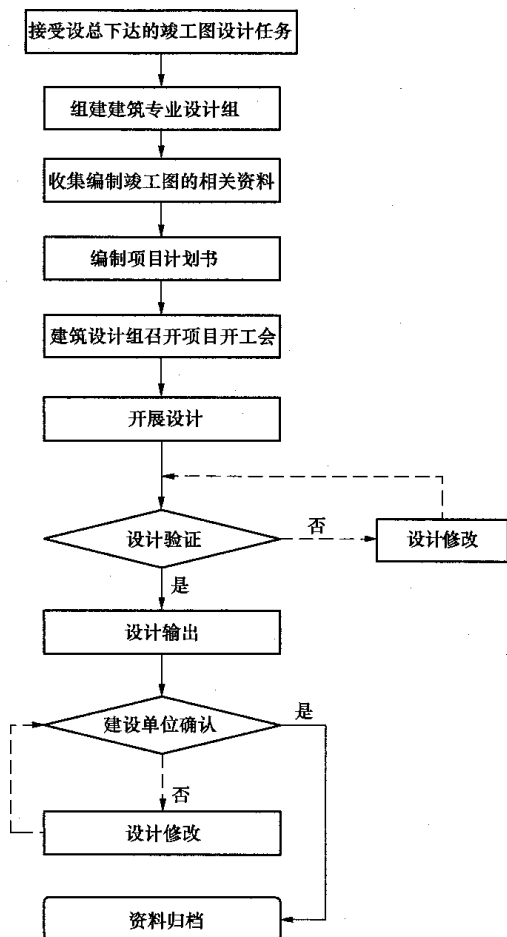 接受设总下达的竣工图设计任务
组建建筑专业设计组
收集编制竣工图的相关资料
编制项目计划书
建筑设计组召开项目开工会
开展设计
设计验证
否
设计修改
是
设计输出
建设单位确认
是
否
设计修改
资料归档